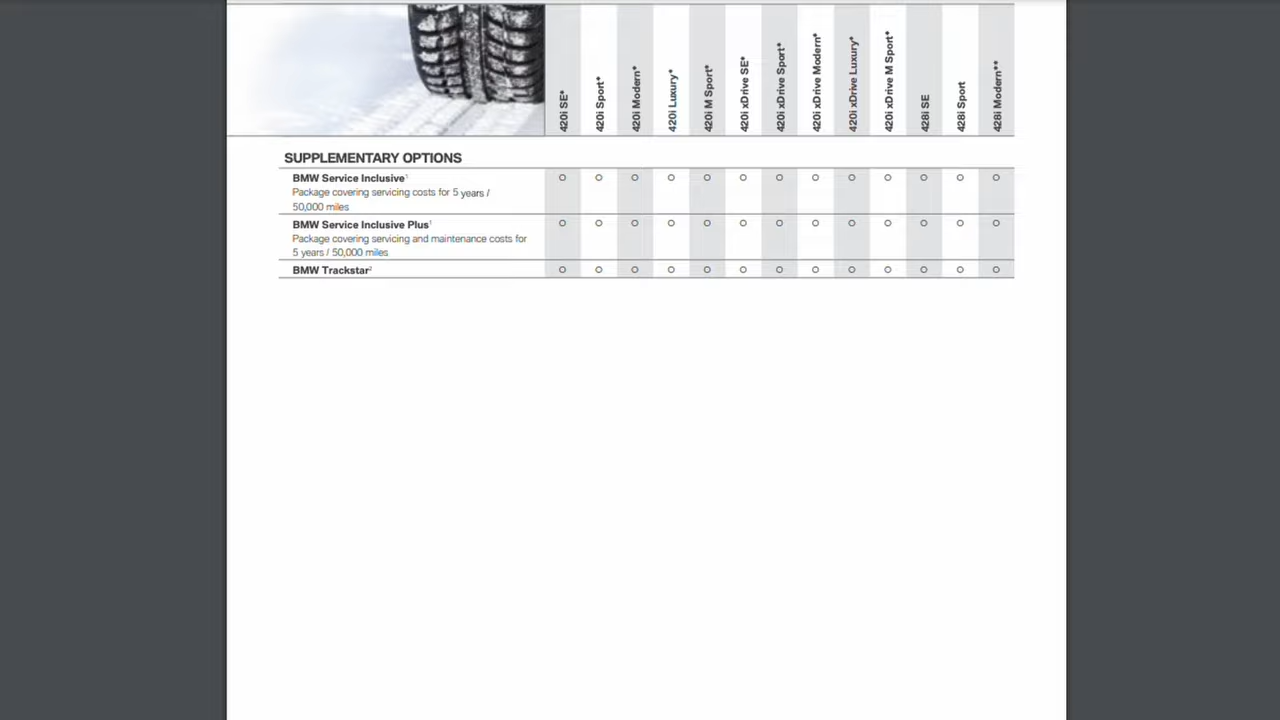 420i SE*
420i Sport*
420i Modern*
420i Luxury*
420i M Sport*
420i xDrive SE*
420i xDrive Sport*
420i xDrive Modern*
420i xDrive Luxury*
420i xDrive M Sport*
428i SE
428i Sport
428i Modern**
SUPPLEMENTARY OPTIONS
BMW Service Inclusive¹ ○ ○ ○ ○ ○ ○ ○ ○ ○ ○ ○ ○ ○
Package covering servicing costs for 5 years /
50,000 miles
BMW Service Inclusive Plus¹ ○ ○ ○ ○ ○ ○ ○ ○ ○ ○ ○ ○ ○
Package covering servicing and maintenance costs for
5 years / 50,000 miles
BMW Trackstar² ○ ○ ○ ○ ○ ○ ○ ○ ○ ○ ○ ○ ○